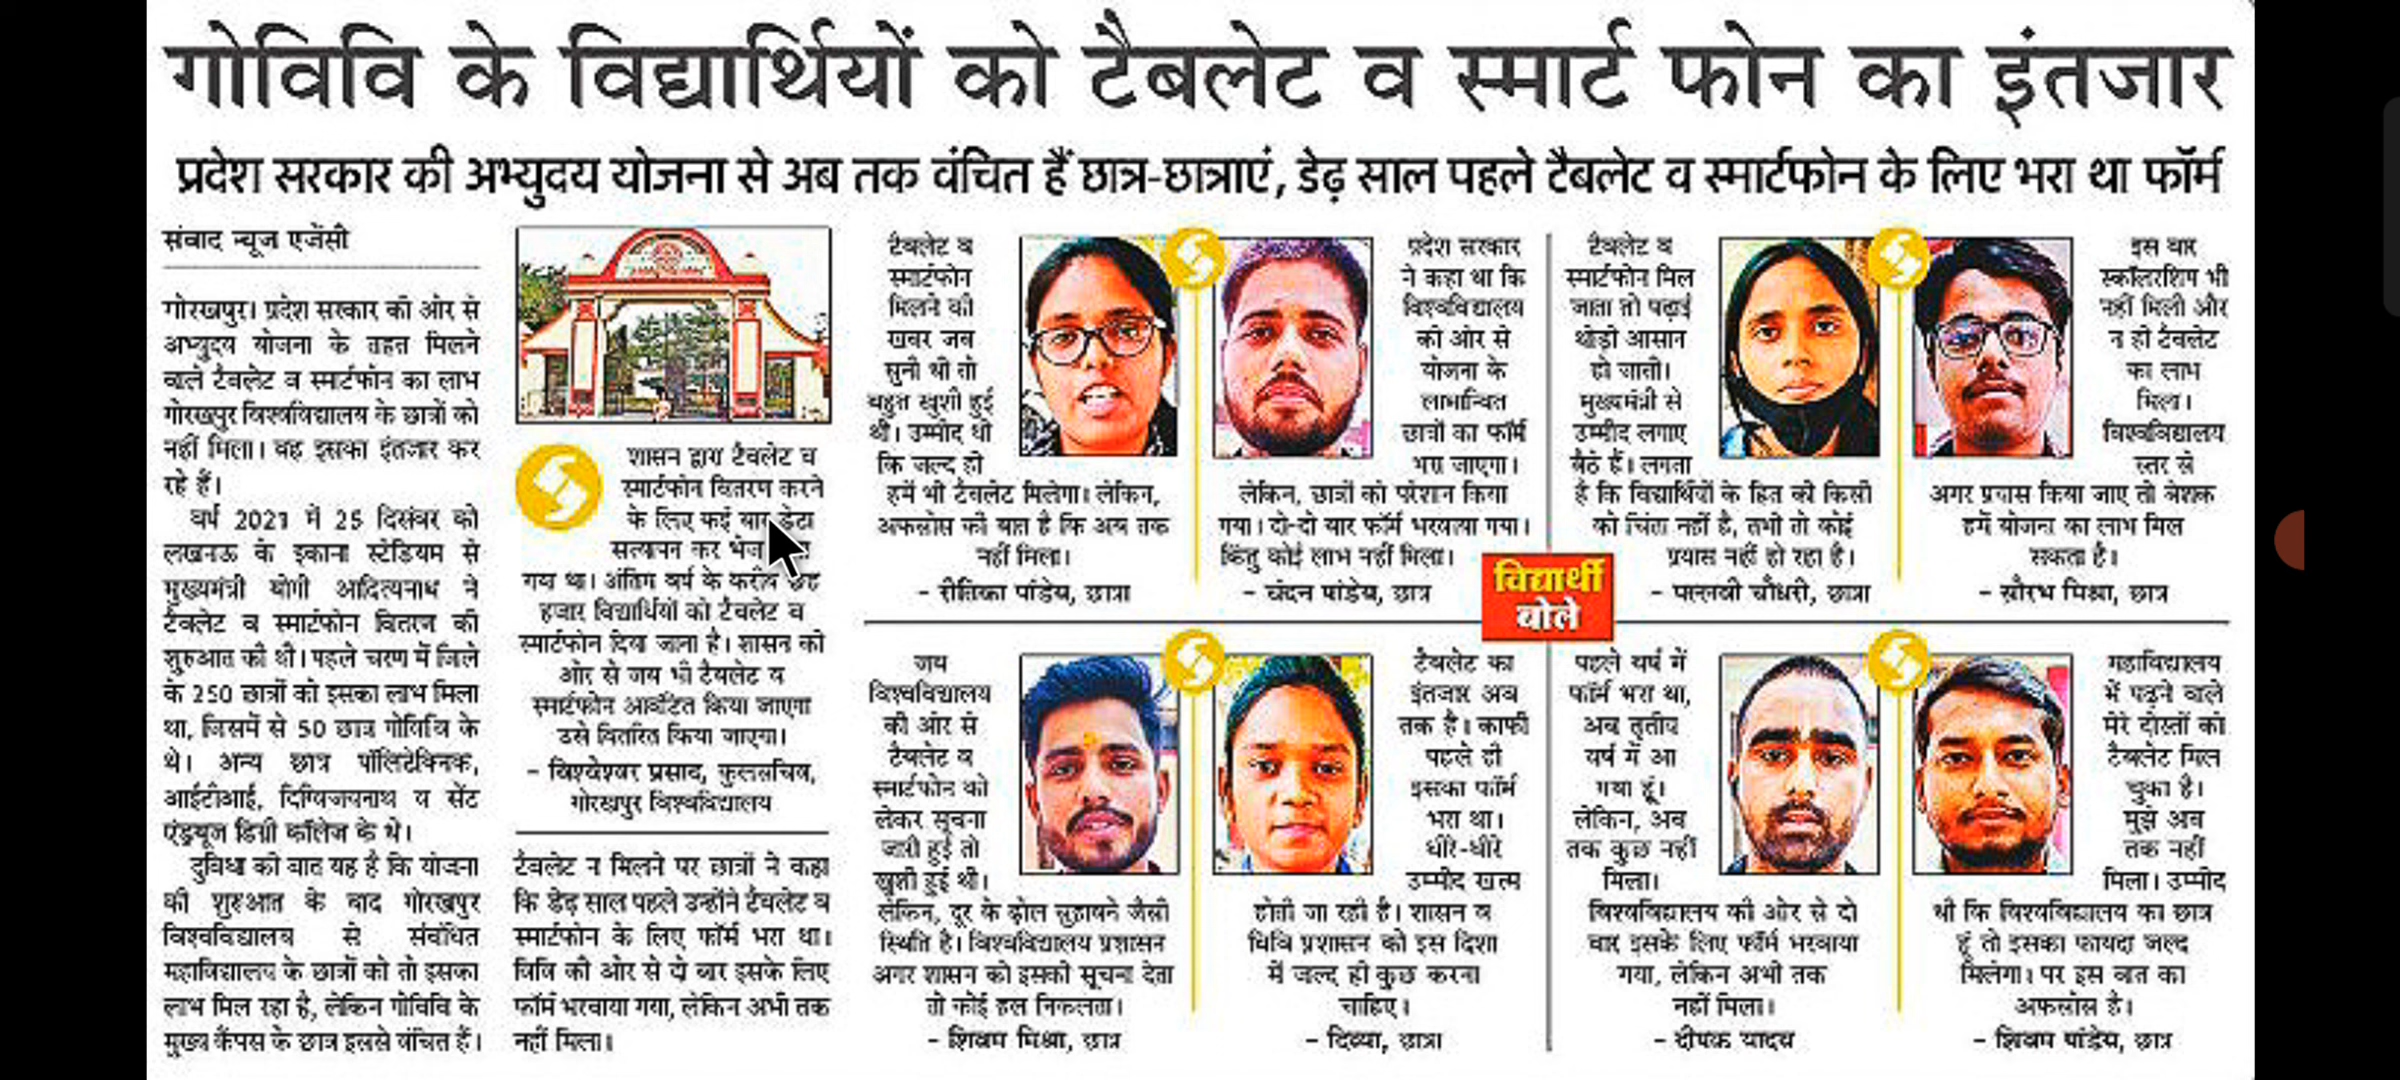 गोविवि के विद्यार्थियों को टैबलेट व स्मार्ट फोन का इंतजार
प्रदेश सरकार की अभ्युदय योजना से अब तक वंचित हैं छात्र-छात्राएं, डेढ़ साल पहले टैबलेट व स्मार्टफोन के लिए भरा था फॉर्म
संवाद न्यूज एजेंसी
गोरखपुर। प्रदेश सरकार की ओर से
अभ्युदय योजना के तहत मिलने
वाले टैबलेट व स्मार्टफोन का लाभ
गोरखपुर विश्वविद्यालय के छात्रों को
नहीं मिला। वह इसका इंतजार कर
रहे हैं।
वर्ष 2021 में 25 दिसंबर को
लखनऊ के इकाना स्टेडियम से
मुख्यमंत्री योगी आदित्यनाथ ने
टैबलेट व स्मार्टफोन वितरण की
शुरुआत की थी। पहले चरण में जिले
के 250 छात्रों को इसका लाभ मिला
था, जिसमें से 50 छात्र गोविवि के
थे। अन्य छात्र पॉलिटेक्निक,
आईटीआई, दिग्विजयनाथ व सेंट
एंड्रयूज डिग्री कॉलेज के थे।
दुविधा की बात यह है कि योजना
की शुरुआत के बाद गोरखपुर
विश्वविद्यालय से संबंधित
महाविद्यालय के छात्रों को तो इसका
लाभ मिल रहा है, लेकिन गोविवि के
मुख्य कैंपस के छात्र इससे वंचित हैं।
शासन द्वारा टैबलेट व
स्मार्टफोन वितरण करने
के लिए कई बार डेटा
सत्यापन कर भेजा
गया था। अंतिम वर्ष के करीब छह
हजार विद्यार्थियों को टैबलेट व
स्मार्टफोन दिया जाना है। शासन की
ओर से जब भी टैबलेट व
स्मार्टफोन आवंटित किया जाएगा
उसे वितरित किया जाएगा।
- विश्वेश्वर प्रसाद, कुलसचिव,
गोरखपुर विश्वविद्यालय
टैबलेट न मिलने पर छात्रों ने कहा
कि डेढ़ साल पहले उन्होंने टैबलेट व
स्मार्टफोन के लिए फॉर्म भरा था।
विवि की ओर से दो बार इसके लिए
फॉर्म भरवाया गया, लेकिन अभी तक
नहीं मिला।
विद्यार्थी
बोले
टैबलेट व
स्मार्टफोन
मिलने की
खबर जब
सुनी थी तो
बहुत खुशी हुई
थी। उम्मीद थी
कि जल्द ही
हमें भी टैबलेट मिलेगा। लेकिन,
अफसोस की बात है कि अब तक
नहीं मिला।
- रीतिका पांडेय, छात्रा
प्रदेश सरकार
ने कहा था कि
विश्वविद्यालय
की ओर से
योजना के
लाभान्वित
छात्रों का फॉर्म
भरा जाएगा।
लेकिन, छात्रों को परेशान किया
गया। दो-दो बार फॉर्म भरवाया गया।
किंतु कोई लाभ नहीं मिला।
- चंदन पांडेय, छात्र
टैबलेट व
स्मार्टफोन मिल
जाता तो पढ़ाई
थोड़ी आसान
हो जाती।
मुख्यमंत्री से
उम्मीद लगाए
बैठे हैं। लगता
है कि विद्यार्थियों के हित की किसी
को चिंता नहीं है, तभी तो कोई
प्रयास नहीं हो रहा है।
- पल्लवी चौधरी, छात्रा
इस बार
स्कॉलरशिप भी
नहीं मिली और
न ही टैबलेट
का लाभ
मिला।
विश्वविद्यालय
स्तर से
अगर प्रयास किया जाए तो बेशक
हमें योजना का लाभ मिल
सकता है।
- सौरभ मिश्रा, छात्र
जब
विश्वविद्यालय
की ओर से
टैबलेट व
स्मार्टफोन को
लेकर सूचना
जारी हुई तो
खुशी हुई थी।
लेकिन, दूर के ढोल सुहावने जैसी
स्थिति है। विश्वविद्यालय प्रशासन
अगर शासन को इसकी सूचना देता
तो कोई हल निकलता।
- शिवम मिश्रा, छात्र
टैबलेट का
इंतजार अब
तक है। काफी
पहले ही
इसका फॉर्म
भरा था।
धीरे-धीरे
उम्मीद खत्म
होती जा रही है। शासन व
विवि प्रशासन को इस दिशा
में जल्द ही कुछ करना
चाहिए।
- दिव्या, छात्रा
पहले वर्ष में
फॉर्म भरा था,
अब तृतीय
वर्ष में आ
गया हूं।
लेकिन, अब
तक कुछ नहीं
मिला।
विश्वविद्यालय की ओर से दो
बार इसके लिए फॉर्म भरवाया
गया, लेकिन अभी तक
नहीं मिला।
- दीपक यादव
महाविद्यालय
में पढ़ने वाले
मेरे दोस्तों को
टैबलेट मिल
चुका है।
मुझे अब
तक नहीं
मिला। उम्मीद
थी कि विश्वविद्यालय का छात्र
हूं तो इसका फायदा जल्द
मिलेगा। पर इस बात का
अफसोस है।
- शिवम पांडेय, छात्र